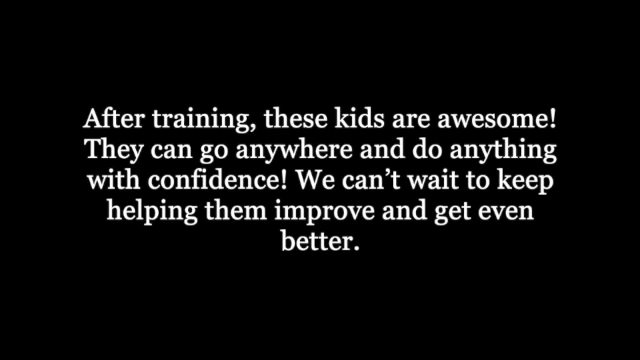 After training, these kids are awesome!
They can go anywhere and do anything
with confidence! We can’t wait to keep
helping them improve and get even
better.